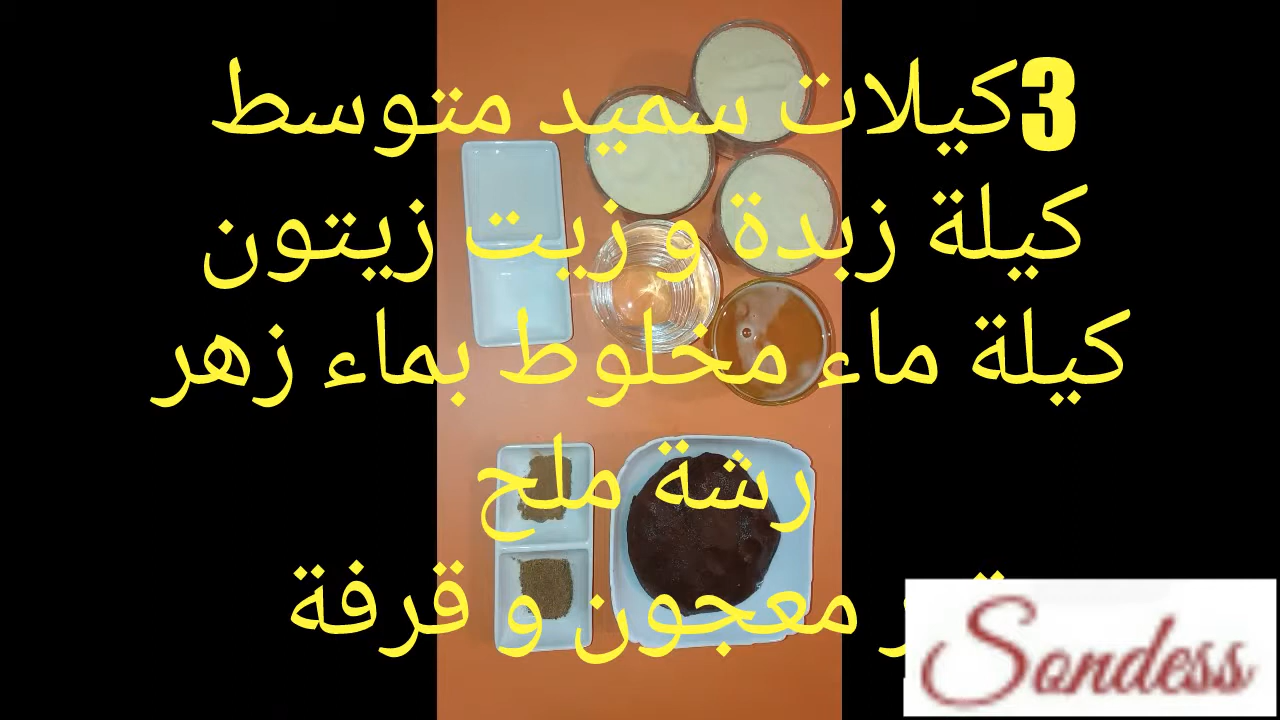 3كيلات سميد متوسط
كيلة زبدة و زيت زيتون
كيلة ماء مخلوط بماء زهر
رشة ملح
معجون و قرفة
Sondess